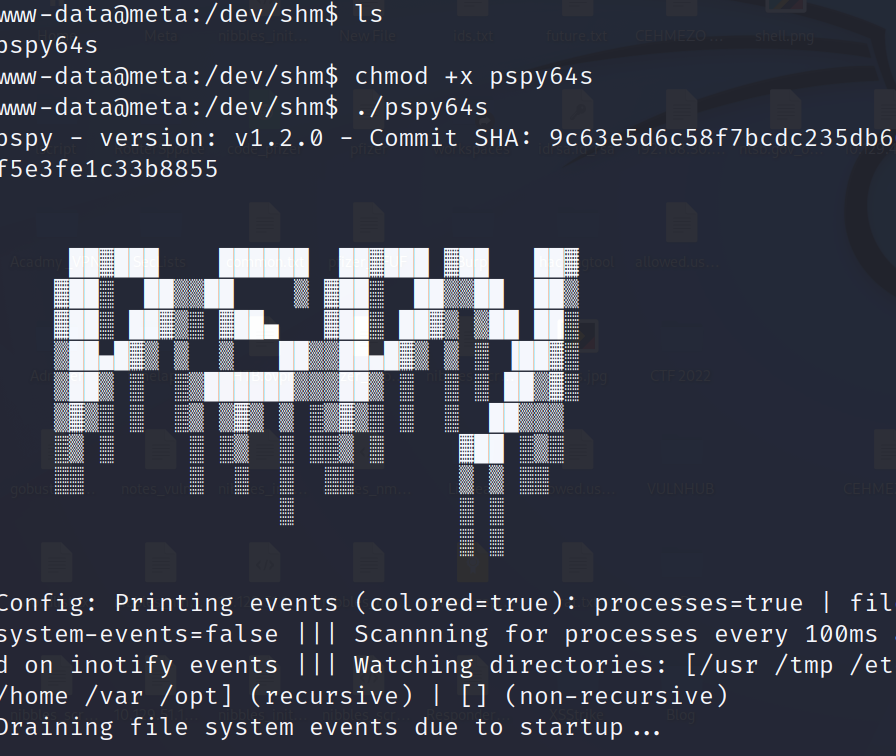 www-data@meta:/dev/shm$ ls
pspy64s
www-data@meta:/dev/shm$ chmod +x pspy64s
www-data@meta:/dev/shm$ ./pspy64s
pspy - version: v1.2.0 - Commit SHA: 9c63e5d6c58f7bcdc235db6
f5e3fe1c33b8855
Config: Printing events (colored=true): processes=true | fil
system-events=false ||| Scannning for processes every 100ms
d on inotify events ||| Watching directories: [/usr /tmp /et
/home /var /opt] (recursive) | [] (non-recursive)
Draining file system events due to startup...